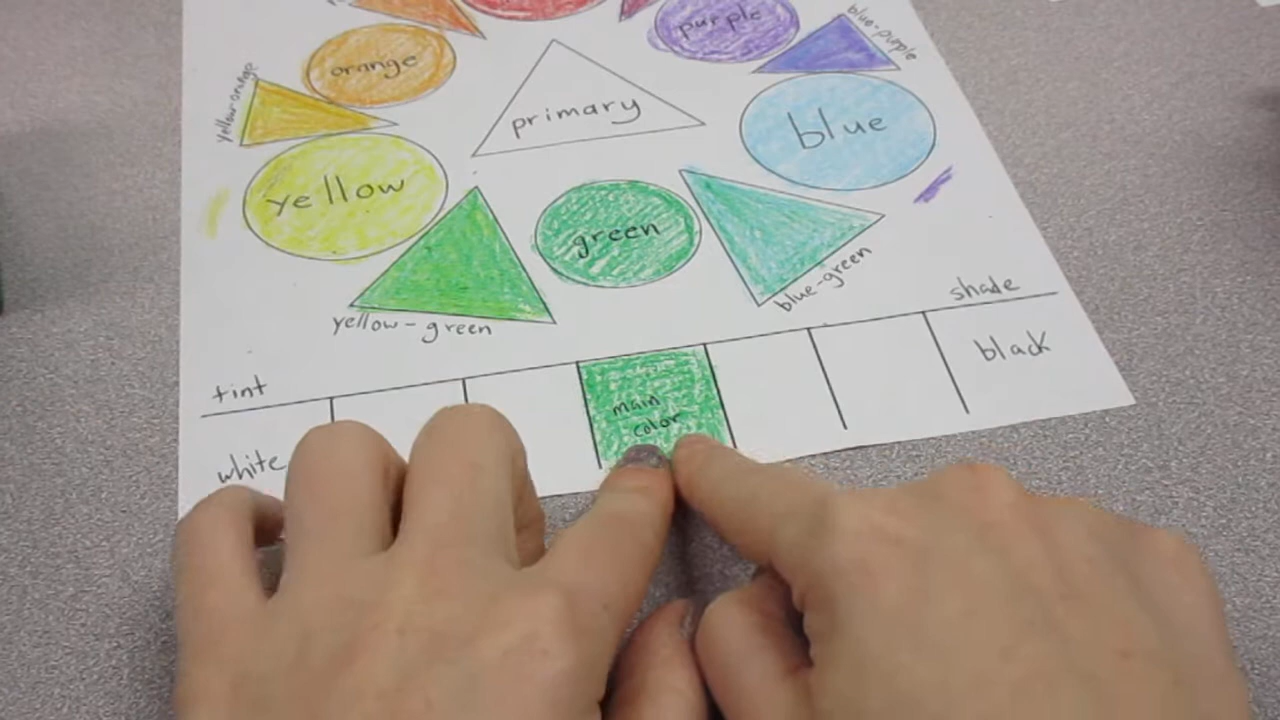 purple
blue-purple
orange
yellow-orange
primary
blue
yellow
green
blue-green
yellow-green
shade
tint
black
main
color
white